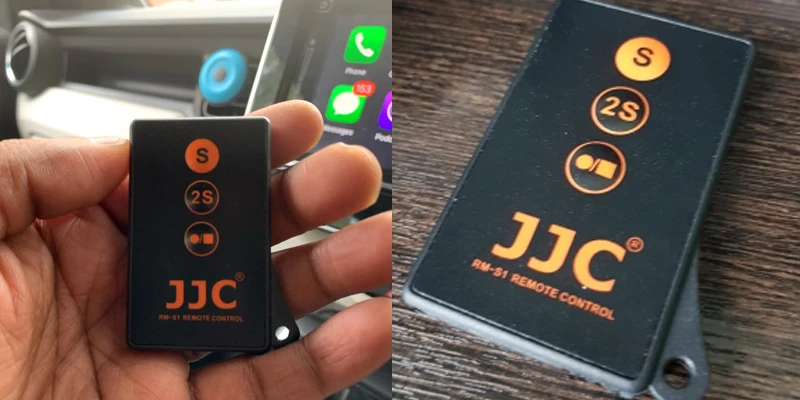 Phone
153
Messages
S
2S
●/■
JJC®
RM-S1 REMOTE CONTROL
S
2S
●/■
JJC®
RM-S1 REMOTE CONTROL